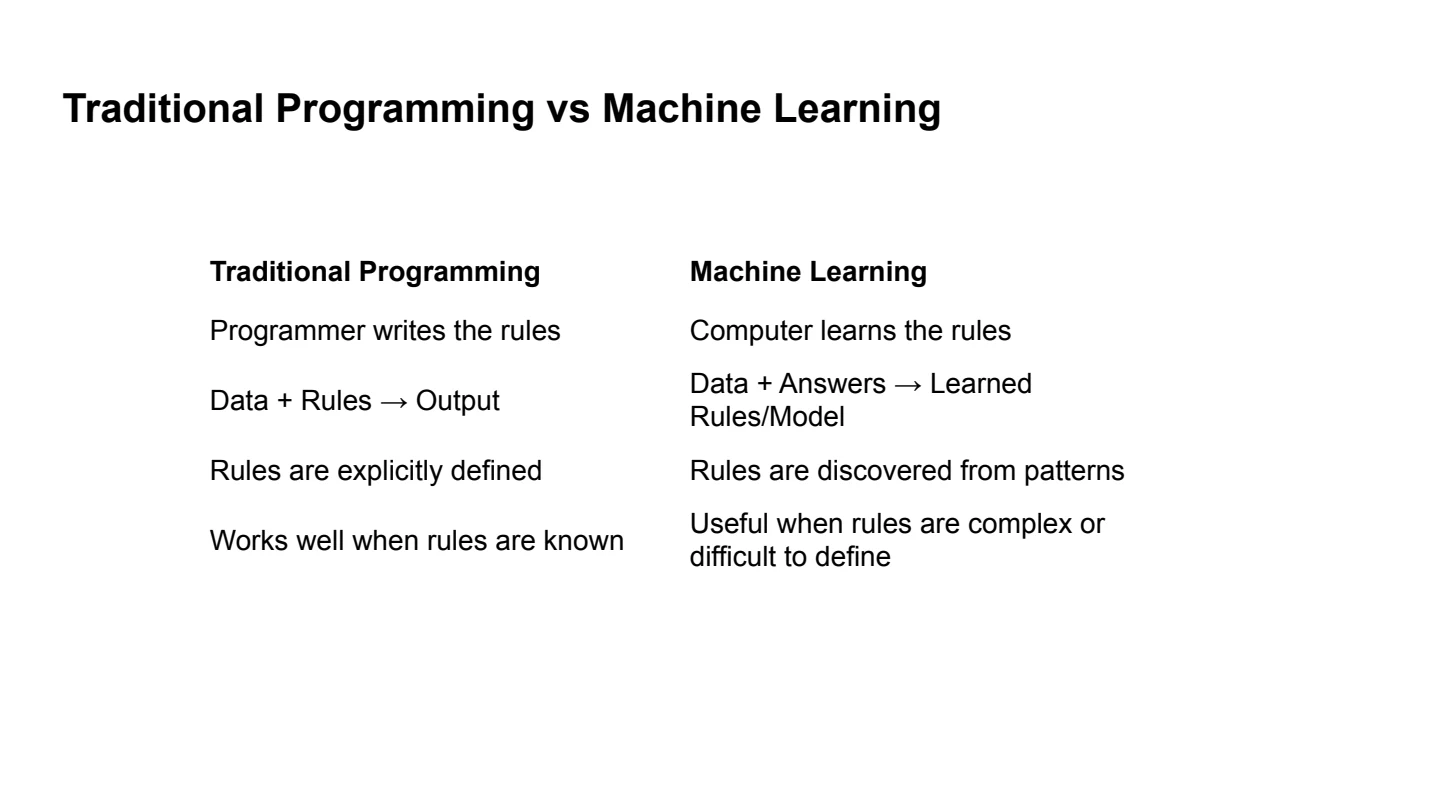 Traditional Programming vs Machine Learning
Traditional Programming
Machine Learning
Programmer writes the rules
Computer learns the rules
Data + Rules → Output
Data + Answers → Learned
Rules/Model
Rules are explicitly defined
Rules are discovered from patterns
Works well when rules are known
Useful when rules are complex or
difficult to define